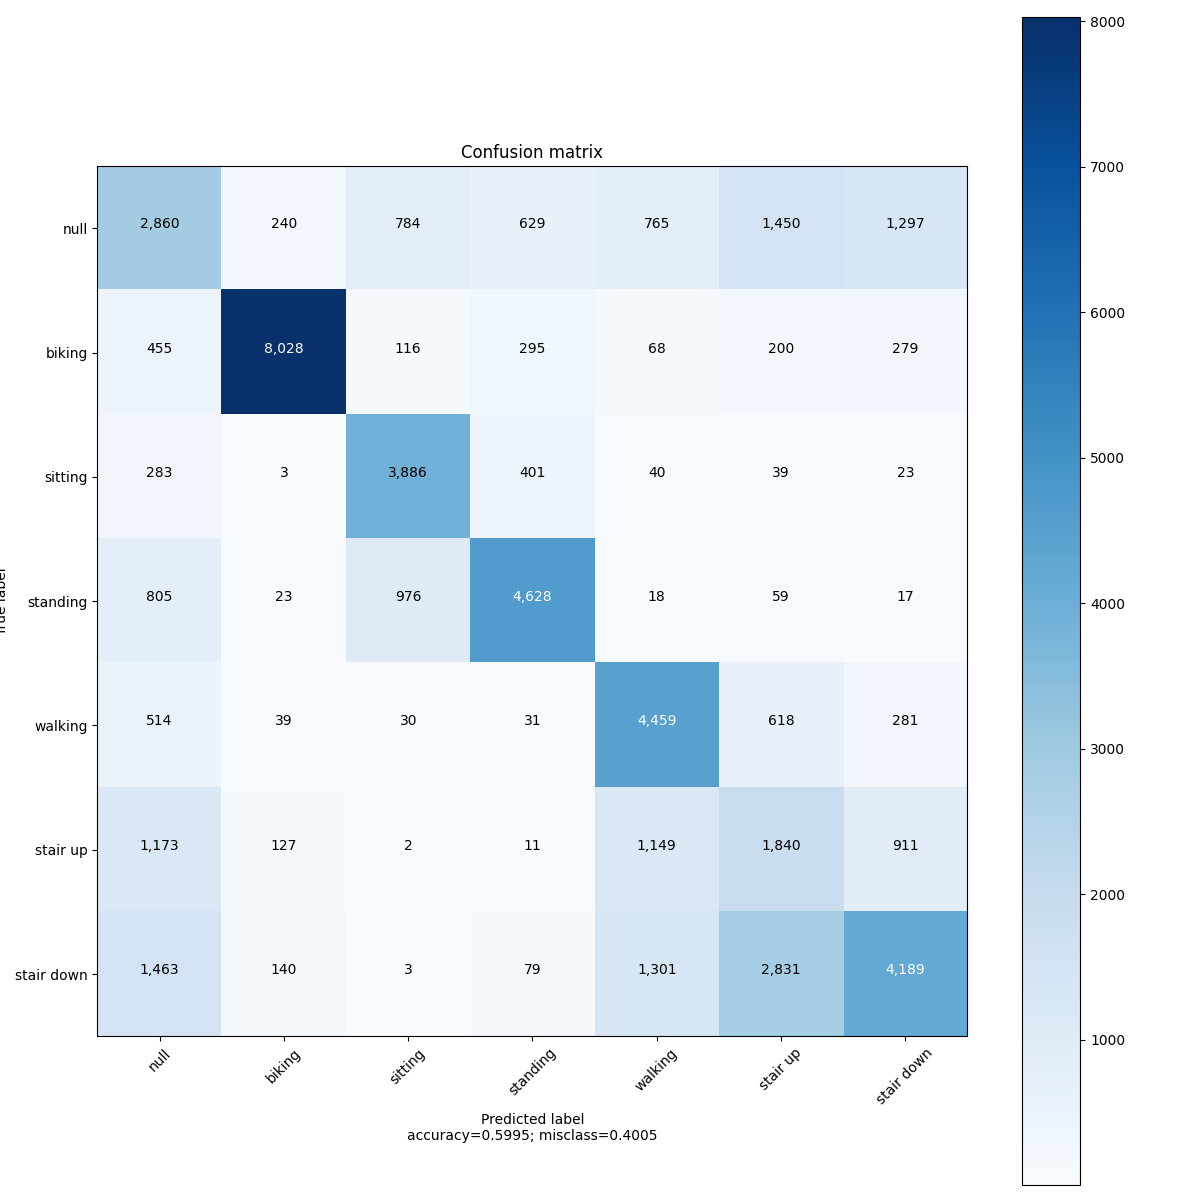 Confusion matrix
null 2,860 240 784 629 765 1,450 1,297
biking 455 8,028 116 295 68 200 279
sitting 283 3 3,886 401 40 39 23
standing 805 23 976 4,628 18 59 17
walking 514 39 30 31 4,459 618 281
stair up 1,173 127 2 11 1,149 1,840 911
stair down 1,463 140 3 79 1,301 2,831 4,189
null biking sitting standing walking stair up stair down
Predicted label
accuracy=0.5995; misclass=0.4005
True label
8000
7000
6000
5000
4000
3000
2000
1000